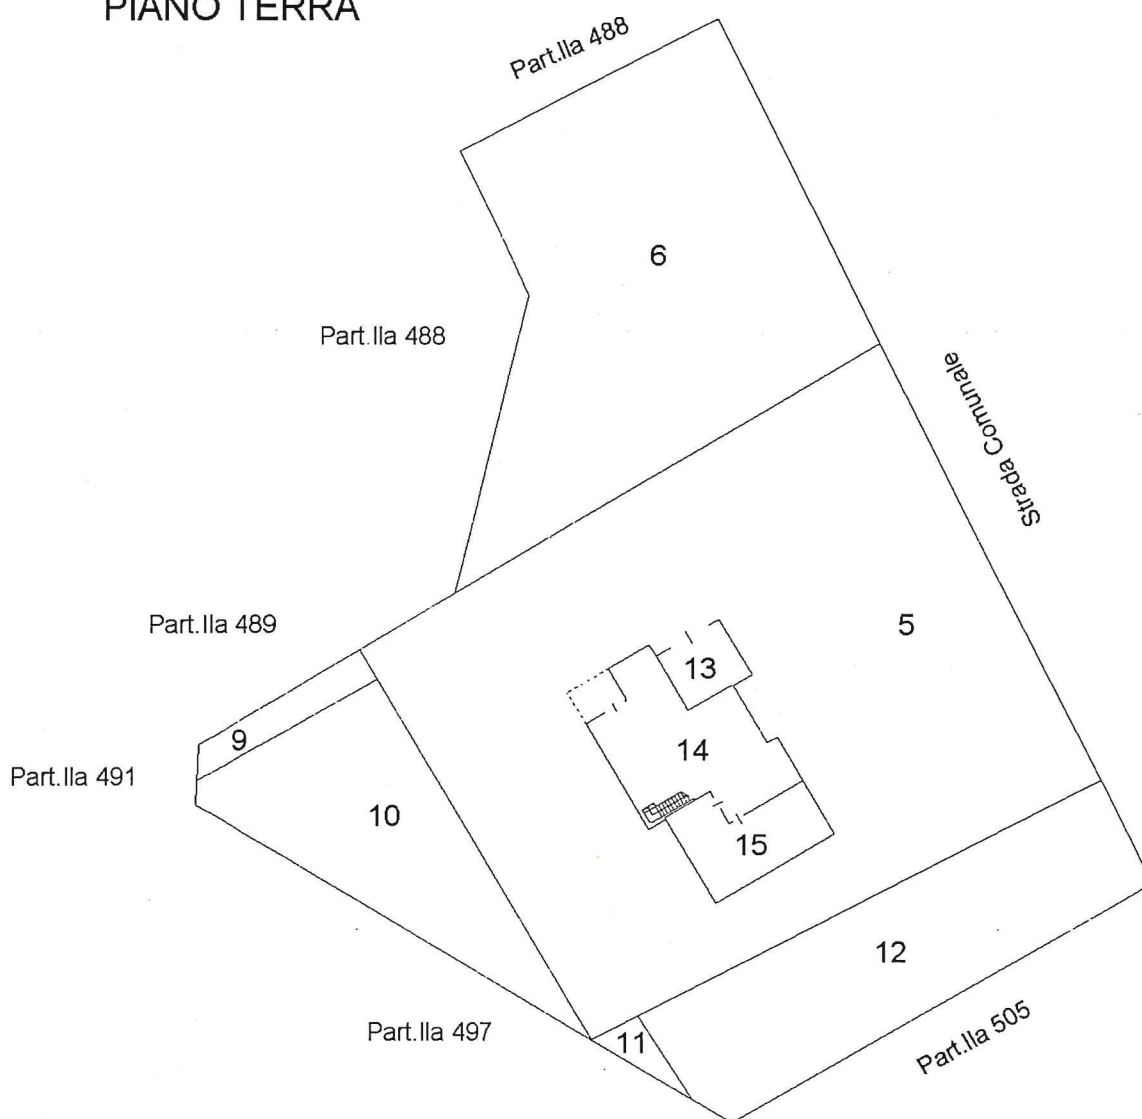 PIANO TERRA
Part.lla 488
6
Part.lla 488
Strada Comunale
Part.lla 489
5
13
9
14
Part.lla 491
10
15
12
Part.lla 497
11
Part.lla 505